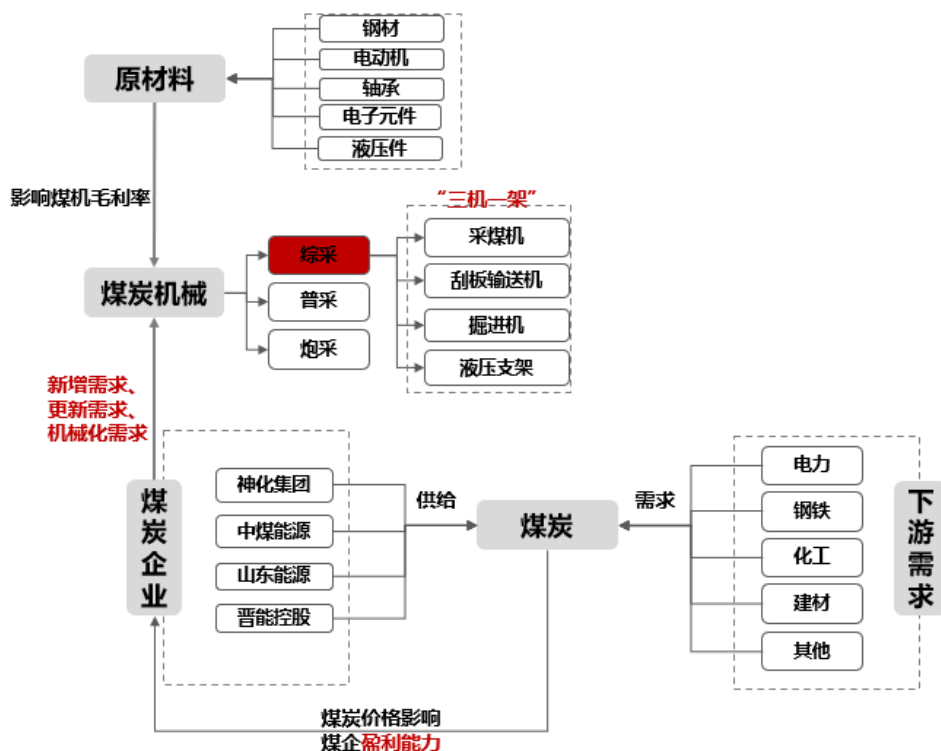 钢材
电动机
原材料
轴承
电子元件
液压件
影响煤机毛利率
“三机一架”
采煤机
综采
刮板输送机
煤炭机械
普采
掘进机
炮采
液压支架
新增需求、
更新需求、
机械化需求
煤炭企业
神化集团
中煤能源
山东能源
晋能控股
供给
煤炭
需求
电力
钢铁
化工
建材
其他
下游需求
煤炭价格影响
煤企盈利能力